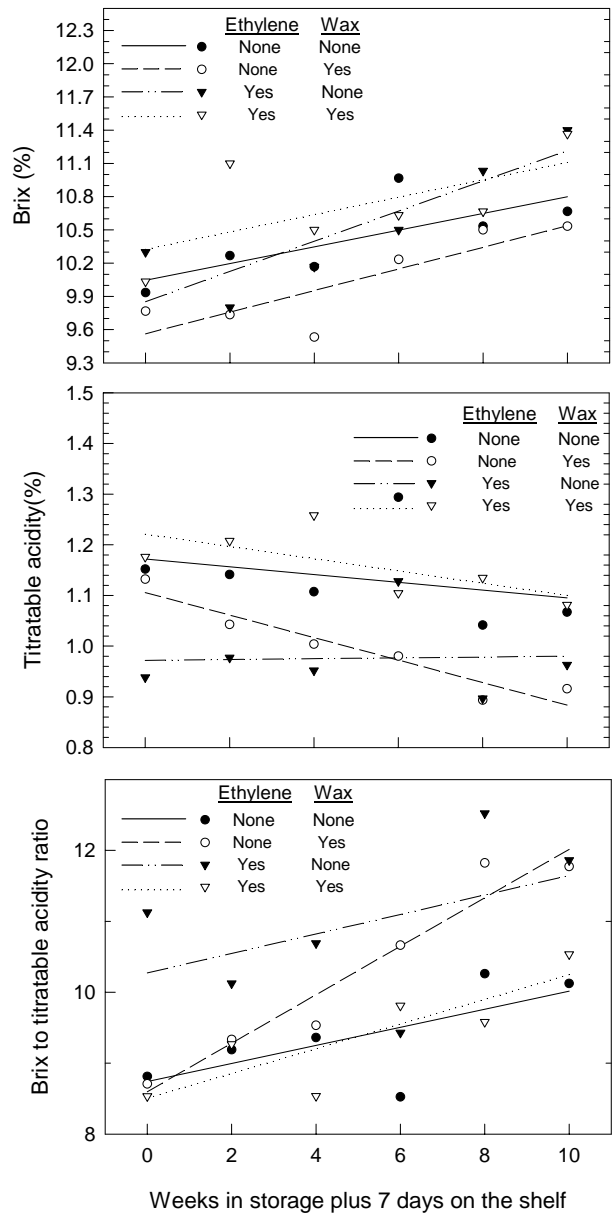 Ethylene Wax
None None
None Yes
Yes None
Yes Yes
Brix (%)
12.3
12.0
11.7
11.4
11.1
10.8
10.5
10.2
9.9
9.6
9.3
Ethylene Wax
None None
None Yes
Yes None
Yes Yes
Titratable acidity(%)
1.5
1.4
1.3
1.2
1.1
1.0
0.9
0.8
Ethylene Wax
None None
None Yes
Yes None
Yes Yes
Brix to titratable acidity ratio
12
10
8
0 2 4 6 8 10
Weeks in storage plus 7 days on the shelf